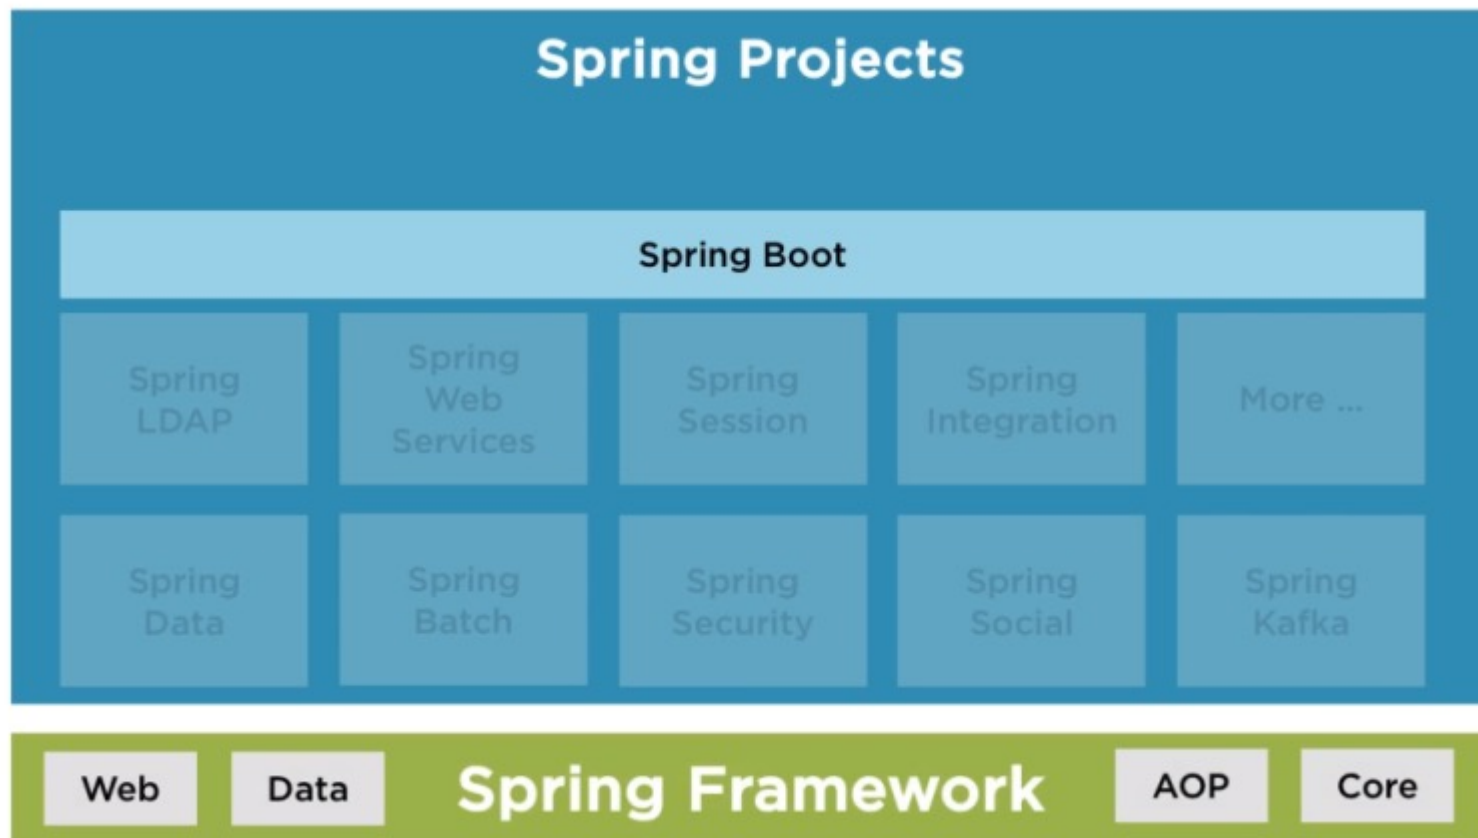 Spring Projects
Spring Boot
Spring
LDAP
Spring
Web
Services
Spring
Session
Spring
Integration
More ...
Spring
Data
Spring
Batch
Spring
Security
Spring
Social
Spring
Kafka
Web
Data
Spring Framework
AOP
Core